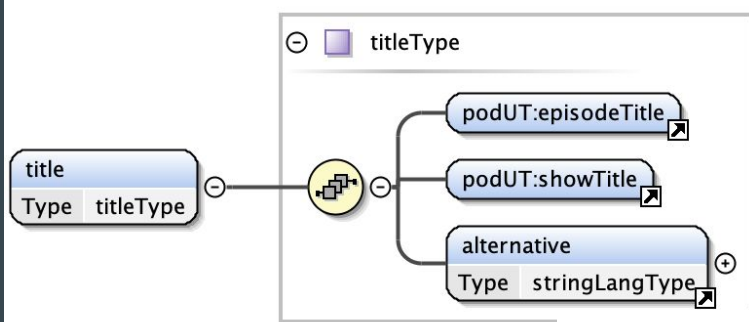 titleType
podUT:episodeTitle
podUT:showTitle
title
Type titleType
alternative
Type stringLangType